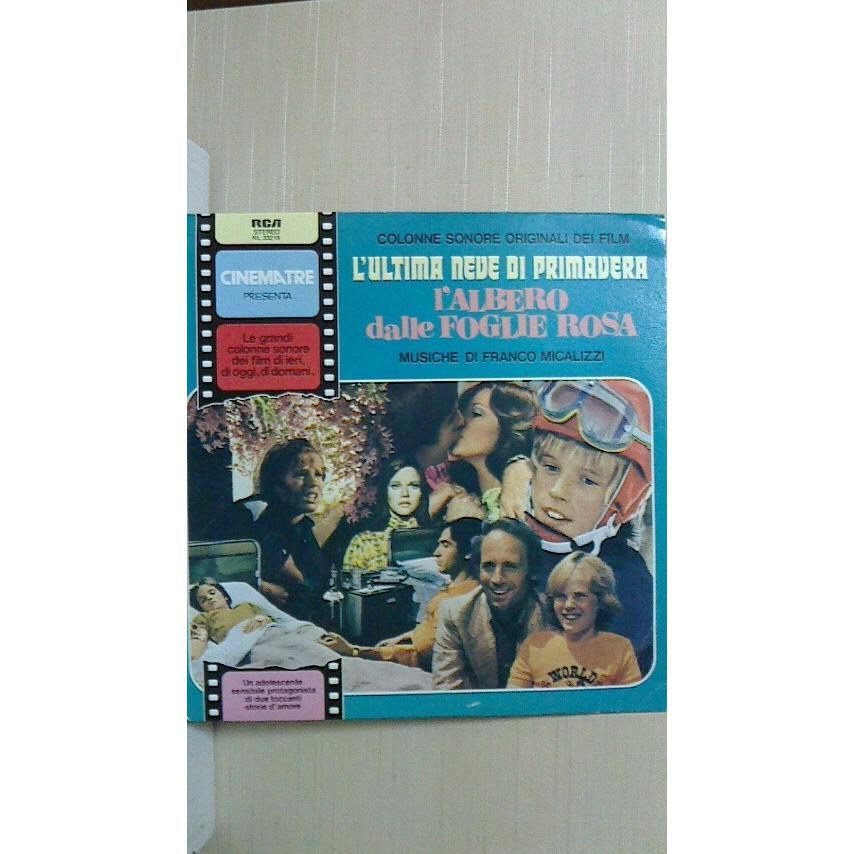 RCA
STEREO
NL 33215
CINEMATRE
PRESENTA
Le grandi
colonne sonore
dei film di ieri,
di oggi, di domani.
COLONNE SONORE ORIGINALI DEI FILM
L'ULTIMA NEVE DI PRIMAVERA
L'ALBERO
dalle FOGLIE ROSA
MUSICHE DI FRANCO MICALIZZI
WORLD
Un adolescente
sensibile protagonista
di due toccanti
storie d'amore